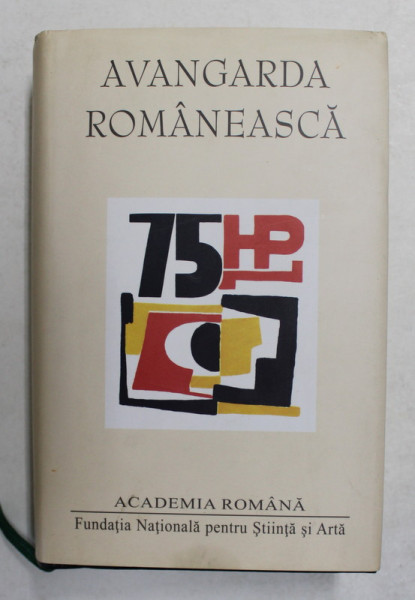 AVANGARDA
ROMÂNEASCĂ
75HP
ACADEMIA ROMÂNĂ
Fundația Națională pentru Știință și Artă